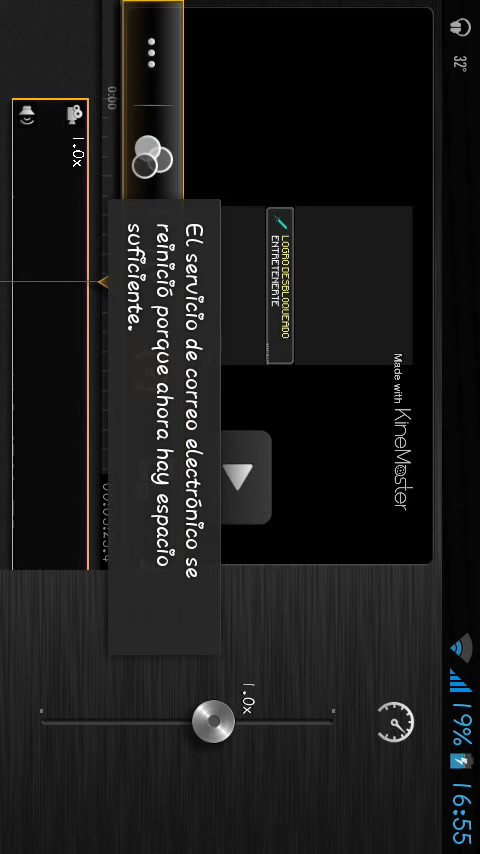 32°
19%
16:55
Made with KineMaster
LOGRO DESBLOQUEADO
ENTRETENERTE
1.0x
El servicio de correo electrónico se
reinició porque ahora hay espacio
suficiente.
0:00
1.0x